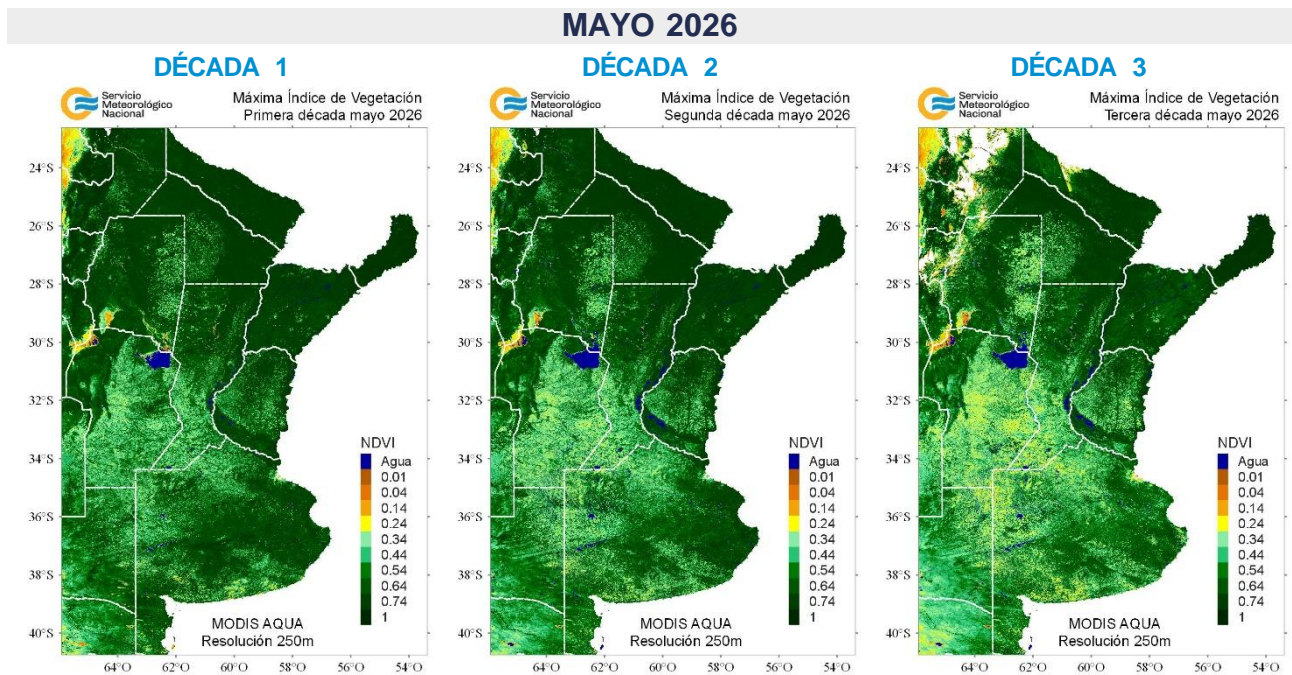 MAYO 2026
DÉCADA 1
Servicio
Meteorológico
Nacional
Máxima Índice de Vegetación
Primera década mayo 2026
24°S
26°S
28°S
30°S
32°S
34°S
36°S
38°S
40°S
NDVI
Agua
0.01
0.04
0.14
0.24
0.34
0.44
0.54
0.64
0.74
1
MODIS AQUA
Resolución 250m
64°O 62°O 60°O 58°O 56°O 54°O
DÉCADA 2
Servicio
Meteorológico
Nacional
Máxima Índice de Vegetación
Segunda década mayo 2026
24°S
26°S
28°S
30°S
32°S
34°S
36°S
38°S
40°S
NDVI
Agua
0.01
0.04
0.14
0.24
0.34
0.44
0.54
0.64
0.74
1
MODIS AQUA
Resolución 250m
64°O 62°O 60°O 58°O 56°O 54°O
DÉCADA 3
Servicio
Meteorológico
Nacional
Máxima Índice de Vegetación
Tercera década mayo 2026
24°S
26°S
28°S
30°S
32°S
34°S
36°S
38°S
40°S
NDVI
Agua
0.01
0.04
0.14
0.24
0.34
0.44
0.54
0.64
0.74
1
MODIS AQUA
Resolución 250m
64°O 62°O 60°O 58°O 56°O 54°O